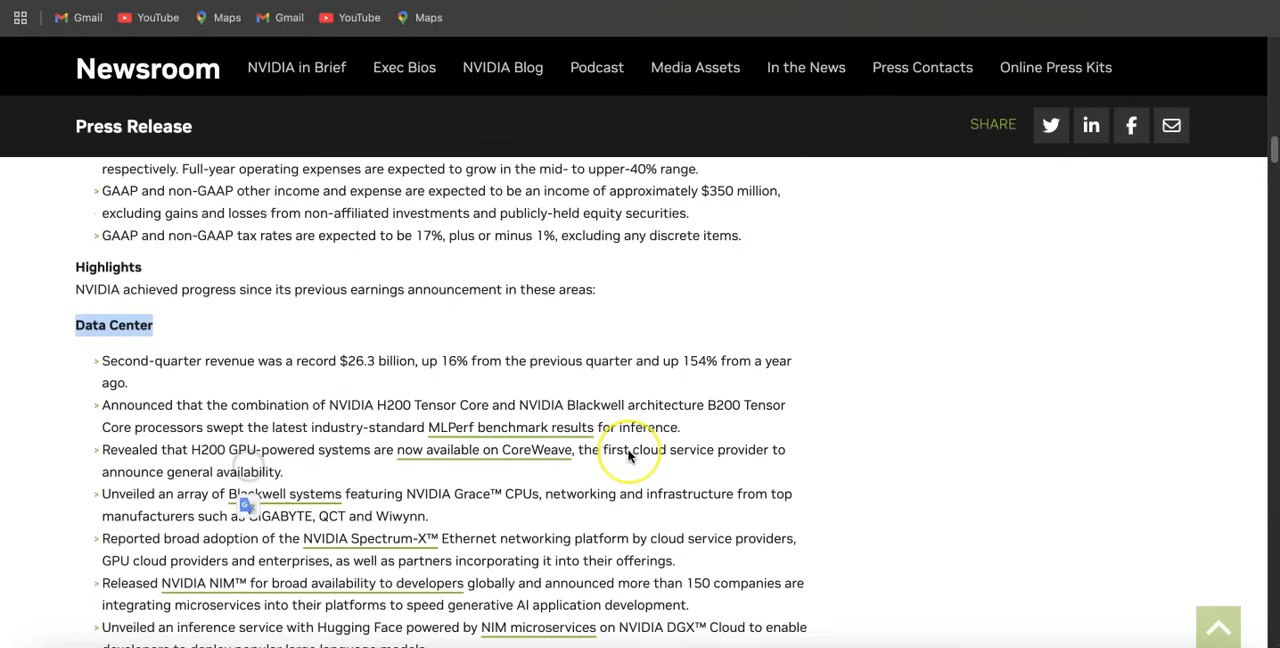 Gmail YouTube Maps Gmail YouTube Maps
Newsroom NVIDIA in Brief Exec Bios NVIDIA Blog Podcast Media Assets In the News Press Contacts Online Press Kits
Press Release SHARE
respectively. Full-year operating expenses are expected to grow in the mid- to upper-40% range.
> GAAP and non-GAAP other income and expense are expected to be an income of approximately $350 million,
excluding gains and losses from non-affiliated investments and publicly-held equity securities.
> GAAP and non-GAAP tax rates are expected to be 17%, plus or minus 1%, excluding any discrete items.
Highlights
NVIDIA achieved progress since its previous earnings announcement in these areas:
Data Center
> Second-quarter revenue was a record $26.3 billion, up 16% from the previous quarter and up 154% from a year
ago.
> Announced that the combination of NVIDIA H200 Tensor Core and NVIDIA Blackwell architecture B200 Tensor
Core processors swept the latest industry-standard MLPerf benchmark results for inference.
> Revealed that H200 GPU-powered systems are now available on CoreWeave, the first cloud service provider to
announce general availability.
> Unveiled an array of Blackwell systems featuring NVIDIA Grace™ CPUs, networking and infrastructure from top
manufacturers such as GIGABYTE, QCT and Wiwynn.
> Reported broad adoption of the NVIDIA Spectrum-X™ Ethernet networking platform by cloud service providers,
GPU cloud providers and enterprises, as well as partners incorporating it into their offerings.
> Released NVIDIA NIM™ for broad availability to developers globally and announced more than 150 companies are
integrating microservices into their platforms to speed generative AI application development.
> Unveiled an inference service with Hugging Face powered by NIM microservices on NVIDIA DGX™ Cloud to enable
developers to deploy popular large language models.